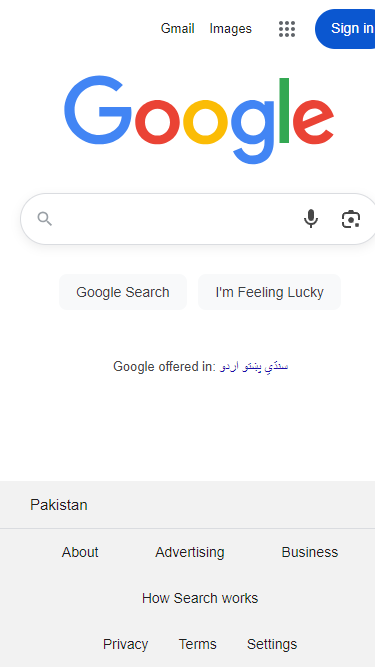 Gmail Images Sign in
Google
Google Search I'm Feeling Lucky
Google offered in: اردو پښتو سنڌي
Pakistan
About Advertising Business
How Search works
Privacy Terms Settings